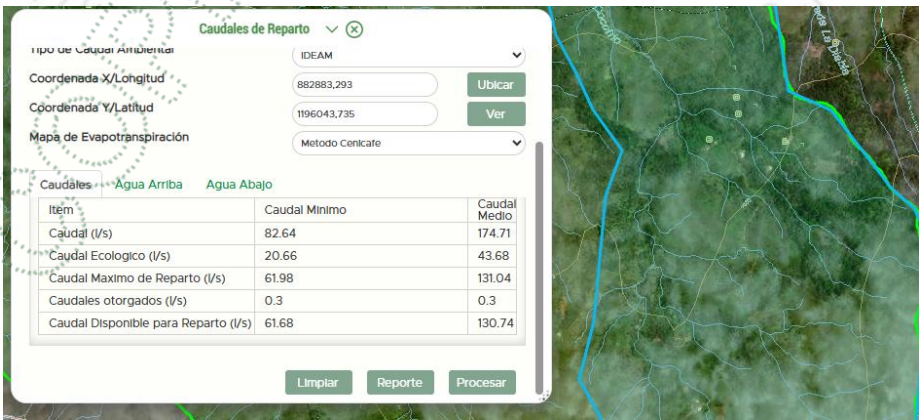 Caudales de Reparto
Tipo de Caudal Ambiental IDEAM
Coordenada X/Longitud 882883,293 Ubicar
Coordenada Y/Latitud 1196043,735 Ver
Mapa de Evapotranspiración Metodo Cenicafe
Caudales Agua Arriba Agua Abajo
Item Caudal Minimo Caudal Medio
Caudal (l/s) 82.64 174.71
Caudal Ecologico (l/s) 20.66 43.68
Caudal Maximo de Reparto (l/s) 61.98 131.04
Caudales otorgados (l/s) 0.3 0.3
Caudal Disponible para Reparto (l/s) 61.68 130.74
Limpiar Reporte Procesar
La Diabla